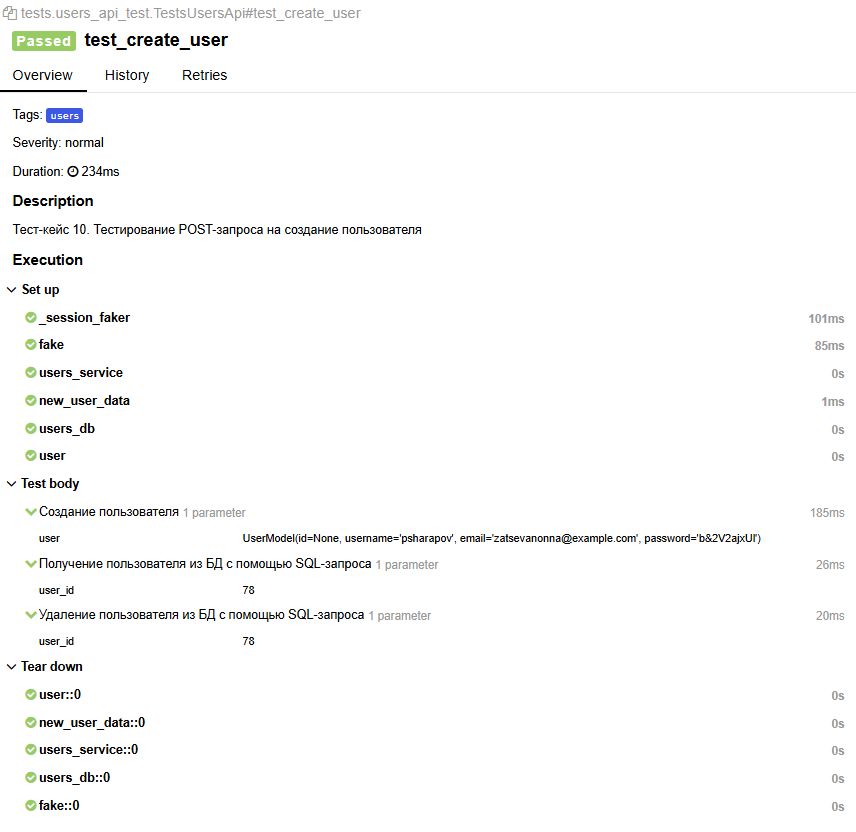 tests.users_api_test.TestsUsersApi#test_create_user
Passed test_create_user
Overview History Retries
Tags: users
Severity: normal
Duration: 234ms
Description
Тест-кейс 10. Тестирование POST-запроса на создание пользователя
Execution
Set up
_session_faker 101ms
fake 85ms
users_service 0s
new_user_data 1ms
users_db 0s
user 0s
Test body
Создание пользователя 1 parameter 185ms
user UserModel(id=None, username='psharapov', email='zatsevanonna@example.com', password='b&2V2ajxUl')
Получение пользователя из БД с помощью SQL-запроса 1 parameter 26ms
user_id 78
Удаление пользователя из БД с помощью SQL-запроса 1 parameter 20ms
user_id 78
Tear down
user::0 0s
new_user_data::0 0s
users_service::0 0s
users_db::0 0s
fake::0 0s